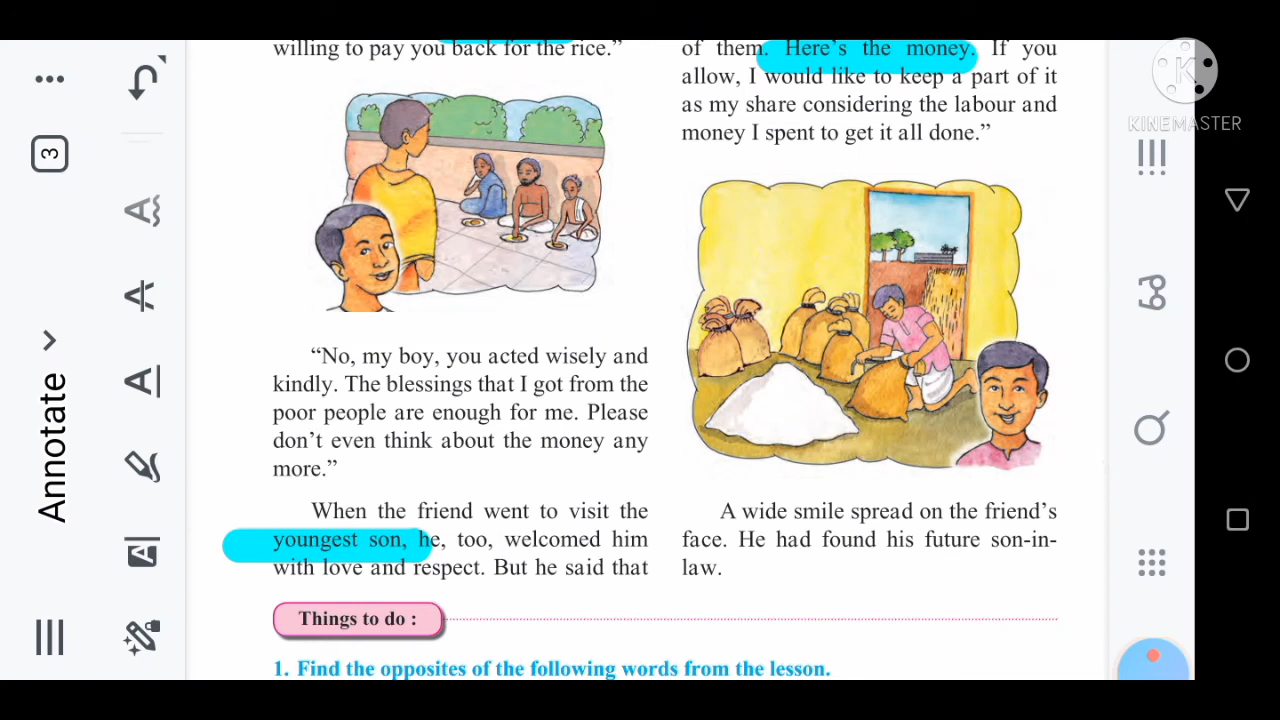 willing to pay you back for the rice.”
“No, my boy, you acted wisely and
kindly. The blessings that I got from the
poor people are enough for me. Please
don’t even think about the money any
more.”
When the friend went to visit the
youngest son, he, too, welcomed him
with love and respect. But he said that
of them. Here’s the money. If you
allow, I would like to keep a part of it
as my share considering the labour and
money I spent to get it all done.”
A wide smile spread on the friend’s
face. He had found his future son-in-
law.
Things to do :
1. Find the opposites of the following words from the lesson.
Annotate
3
K
KINEMASTER